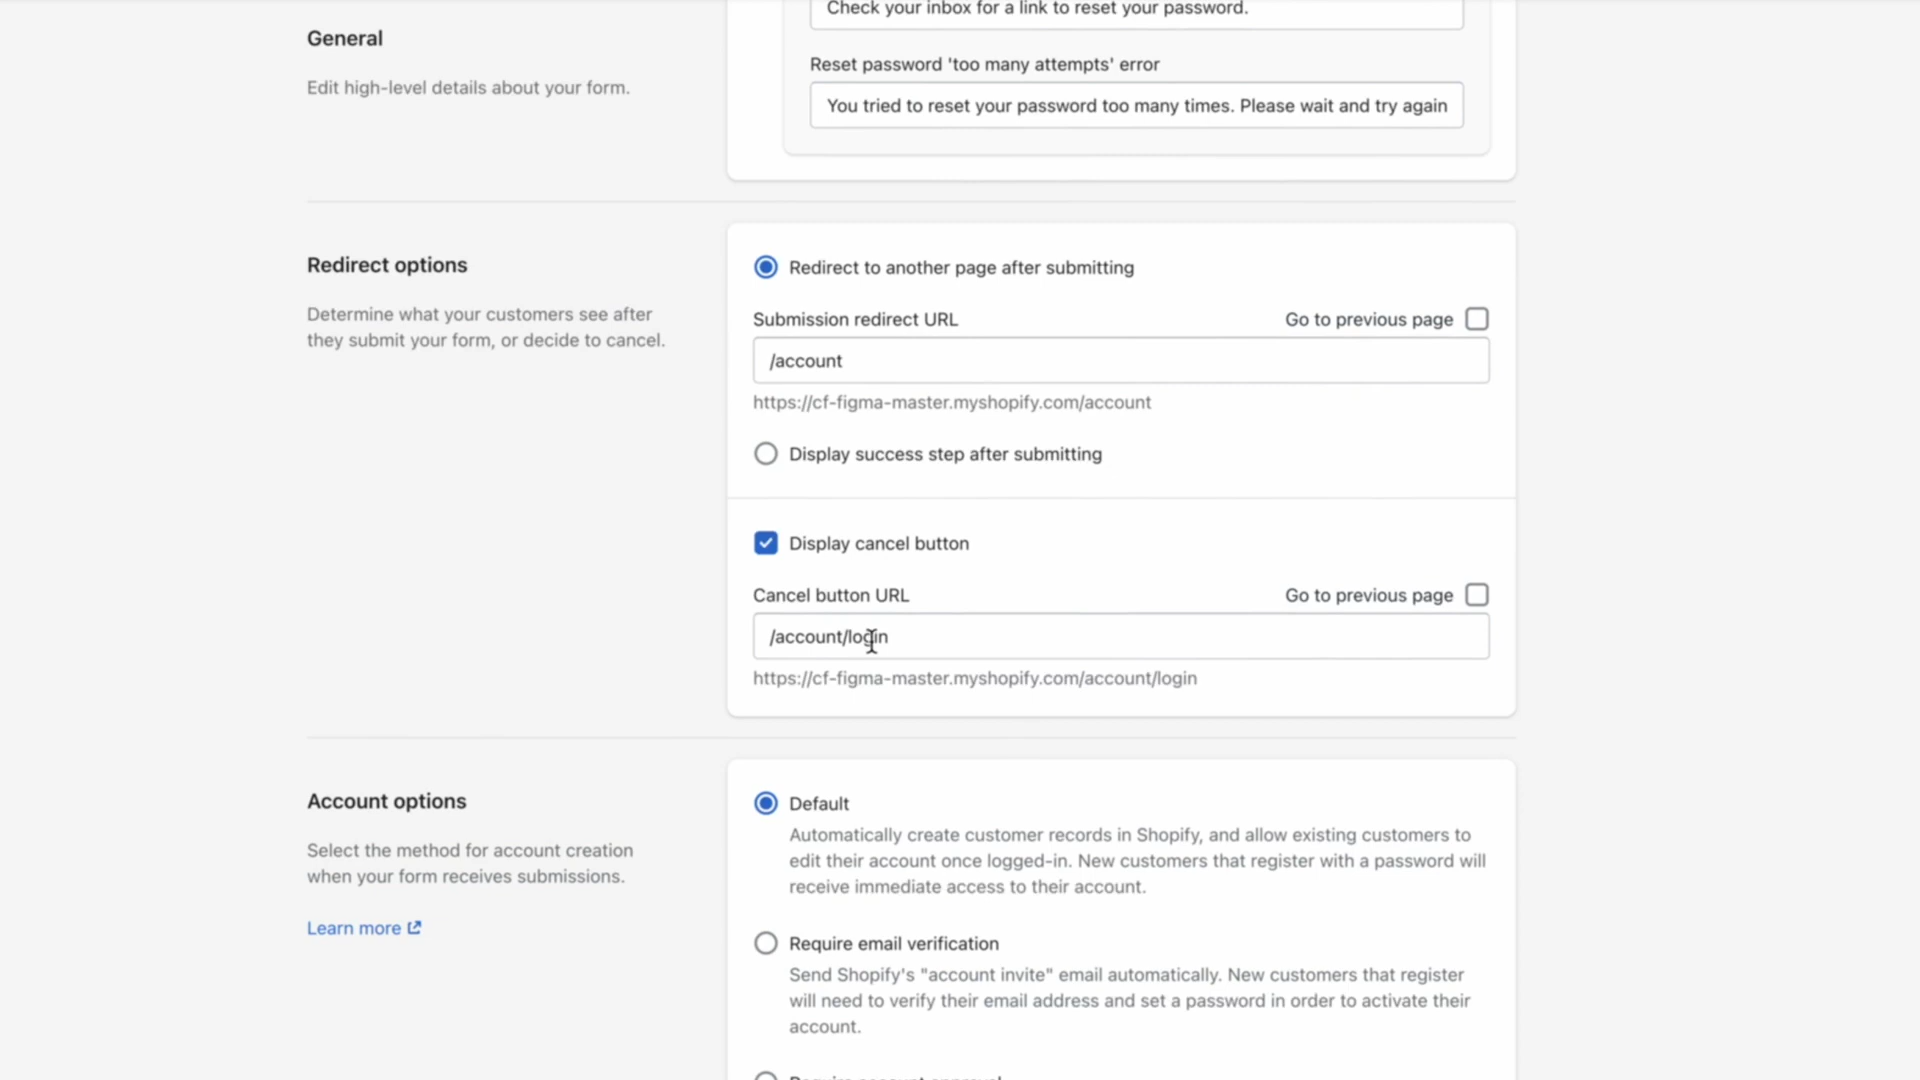 Check your inbox for a link to reset your password.
General
Edit high-level details about your form.
Reset password 'too many attempts' error
You tried to reset your password too many times. Please wait and try again
Redirect options
Determine what your customers see after
they submit your form, or decide to cancel.
Redirect to another page after submitting
Submission redirect URL
Go to previous page
/account
https://cf-figma-master.myshopify.com/account
Display success step after submitting
Display cancel button
Cancel button URL
Go to previous page
/account/login
https://cf-figma-master.myshopify.com/account/login
Account options
Select the method for account creation
when your form receives submissions.
Learn more
Default
Automatically create customer records in Shopify, and allow existing customers to
edit their account once logged-in. New customers that register with a password will
receive immediate access to their account.
Require email verification
Send Shopify's "account invite" email automatically. New customers that register
will need to verify their email address and set a password in order to activate their
account.